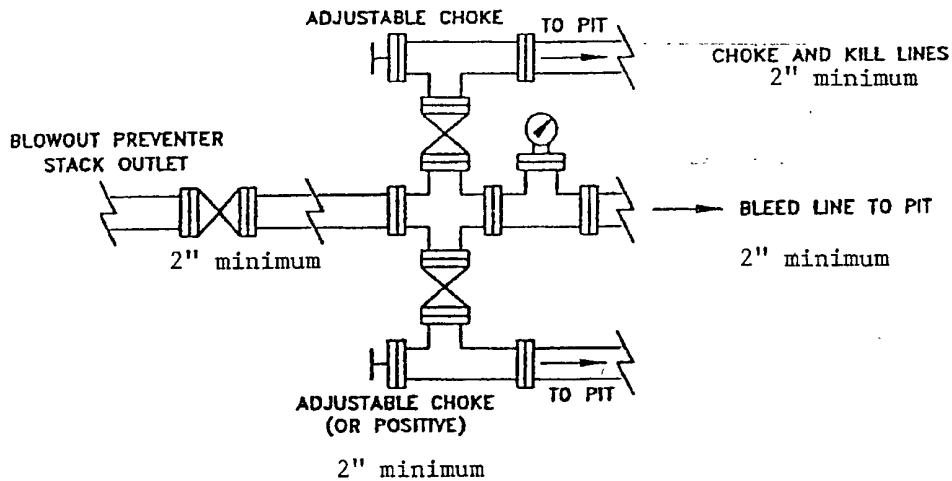 ADJUSTABLE CHOKE
TO PIT
CHOKE AND KILL LINES
2" minimum
BLOWOUT PREVENTER
STACK OUTLET
2" minimum
BLEED LINE TO PIT
2" minimum
TO PIT
ADJUSTABLE CHOKE
(OR POSITIVE)
2" minimum